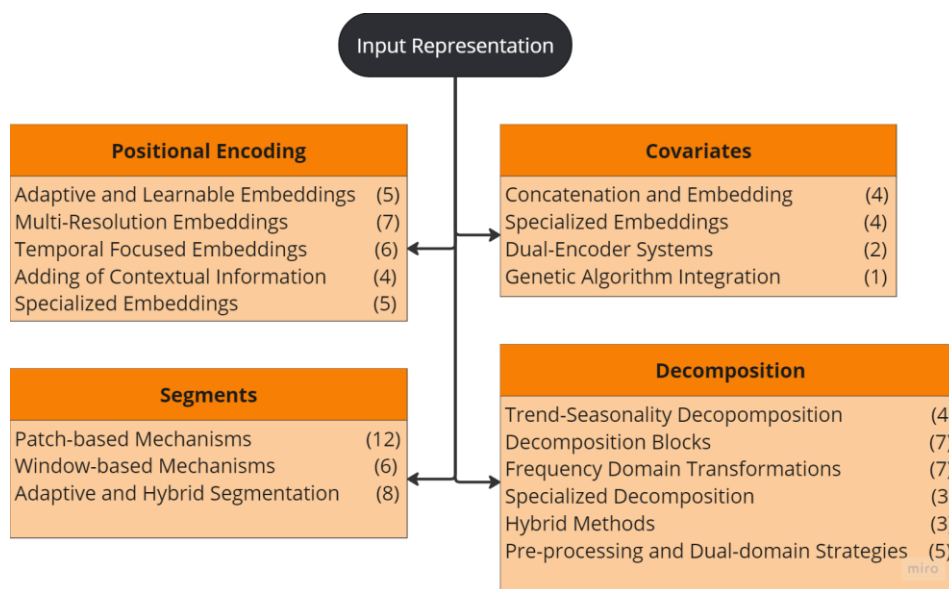 Input Representation
Positional Encoding
Adaptive and Learnable Embeddings (5)
Multi-Resolution Embeddings (7)
Temporal Focused Embeddings (6)
Adding of Contextual Information (4)
Specialized Embeddings (5)
Covariates
Concatenation and Embedding (4)
Specialized Embeddings (4)
Dual-Encoder Systems (2)
Genetic Algorithm Integration (1)
Segments
Patch-based Mechanisms (12)
Window-based Mechanisms (6)
Adaptive and Hybrid Segmentation (8)
Decomposition
Trend-Seasonality Decopomposition (4
Decomposition Blocks (7)
Frequency Domain Transformations (7)
Specialized Decomposition (3
Hybrid Methods (3)
Pre-processing and Dual-domain Strategies (5)
miro